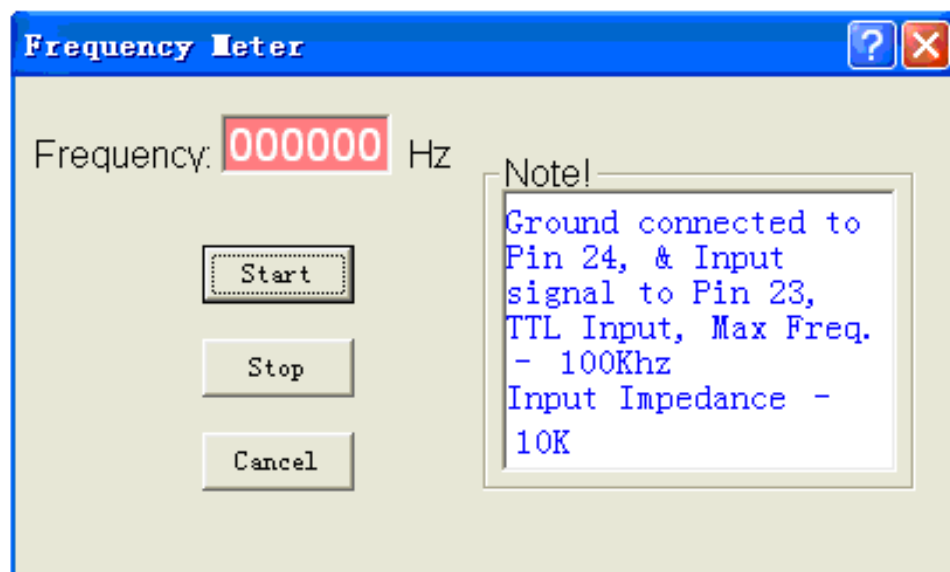 Frequency Meter
Frequency: 000000 Hz
Note!
Ground connected to
Pin 24, & Input
signal to Pin 23,
TTL Input, Max Freq.
- 100Khz
Input Impedance -
10K
Start
Stop
Cancel